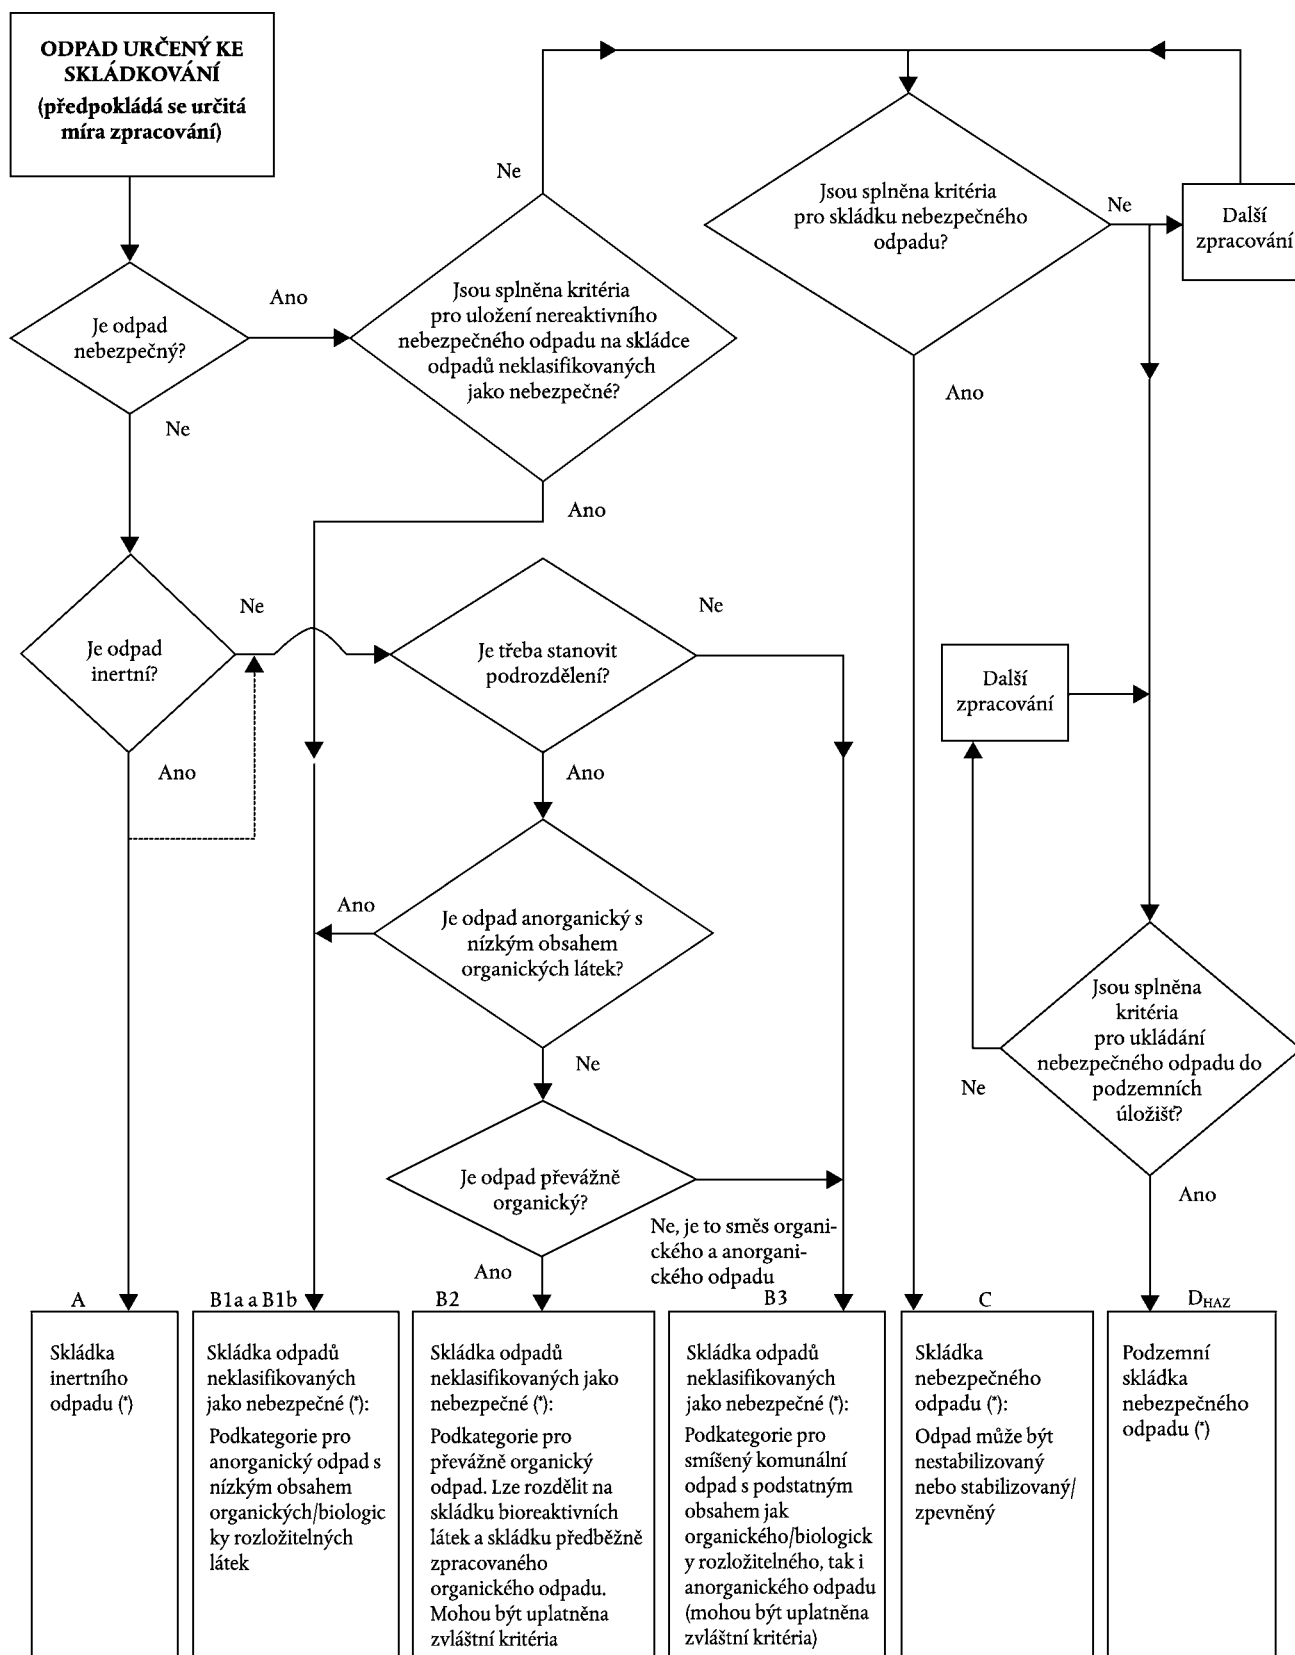 ODPAD URČENÝ KE
SKLÁDKOVÁNÍ
(předpokládá se určitá
míra zpracování)
Ne
Jsou splněna kritéria
pro skládku nebezpečného
odpadu?
Ne
Další
zpracování
Je odpad
nebezpečný?
Ano
Jsou splněna kritéria
pro uložení nereaktivního
nebezpečného odpadu na skládce
odpadů neklasifikovaných
jako nebezpečné?
Ano
Ne
Ano
Je odpad
inertní?
Ne
Je třeba stanovit
podrozdělení?
Ne
Další
zpracování
Ano
Ano
Ano
Je odpad anorganický s
nízkým obsahem
organických látek?
Jsou splněna
kritéria
pro ukládání
nebezpečného odpadu do
podzemních
úložišť?
Ne
Ne
Je odpad převážně
organický?
Ne, je to směs organi-
ckého a anorgani-
ckého odpadu
Ano
Ano
A
Skládka
inertního
odpadu (*)
B1a a B1b
Skládka odpadů
neklasifikovaných
jako nebezpečné (*):
Podkategorie pro
anorganický odpad s
nízkým obsahem
organických/biologic
ky rozložitelných
látek
B2
Skládka odpadů
neklasifikovaných jako
nebezpečné (*):
Podkategorie pro
převážně organický
odpad. Lze rozdělit na
skládku bioreaktivních
látek a skládku předběžně
zpracovaného
organického odpadu.
Mohou být uplatněna
zvláštní kritéria
B3
Skládka odpadů
neklasifikovaných
jako nebezpečné (*):
Podkategorie pro
smíšený komunální
odpad s podstatným
obsahem jak
organického/biologick
y rozložitelného, tak i
anorganického odpadu
(mohou být uplatněna
zvláštní kritéria)
C
Skládka
nebezpečného
odpadu (*):
Odpad může být
nestabilizovaný
nebo stabilizovaný/
zpevněný
DHAZ
Podzemní
skládka
nebezpečného
odpadu (*)